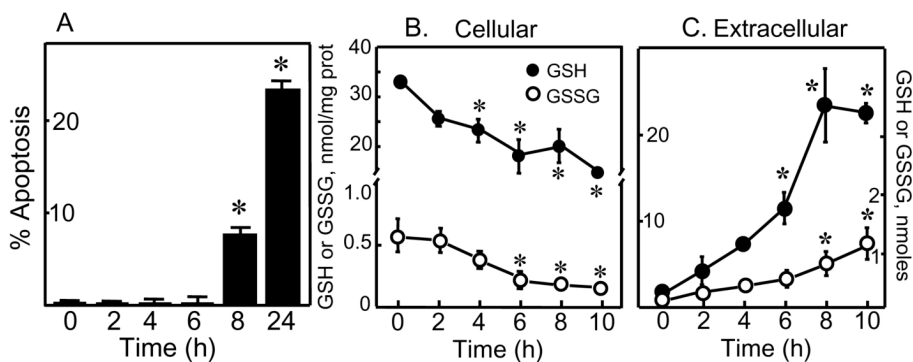 A
% Apoptosis
20
10
*
*
0 2 4 6 8 24
Time (h)
B. Cellular
GSH or GSSG, nmol/mg prot
40
30
20
1.0
0.5
0
GSH
GSSG
* * * *
* * *
0 2 4 6 8 10
Time (h)
C. Extracellular
20
10
* * *
* *
2
1
GSH or GSSG, nmoles
0 2 4 6 8 10
Time (h)